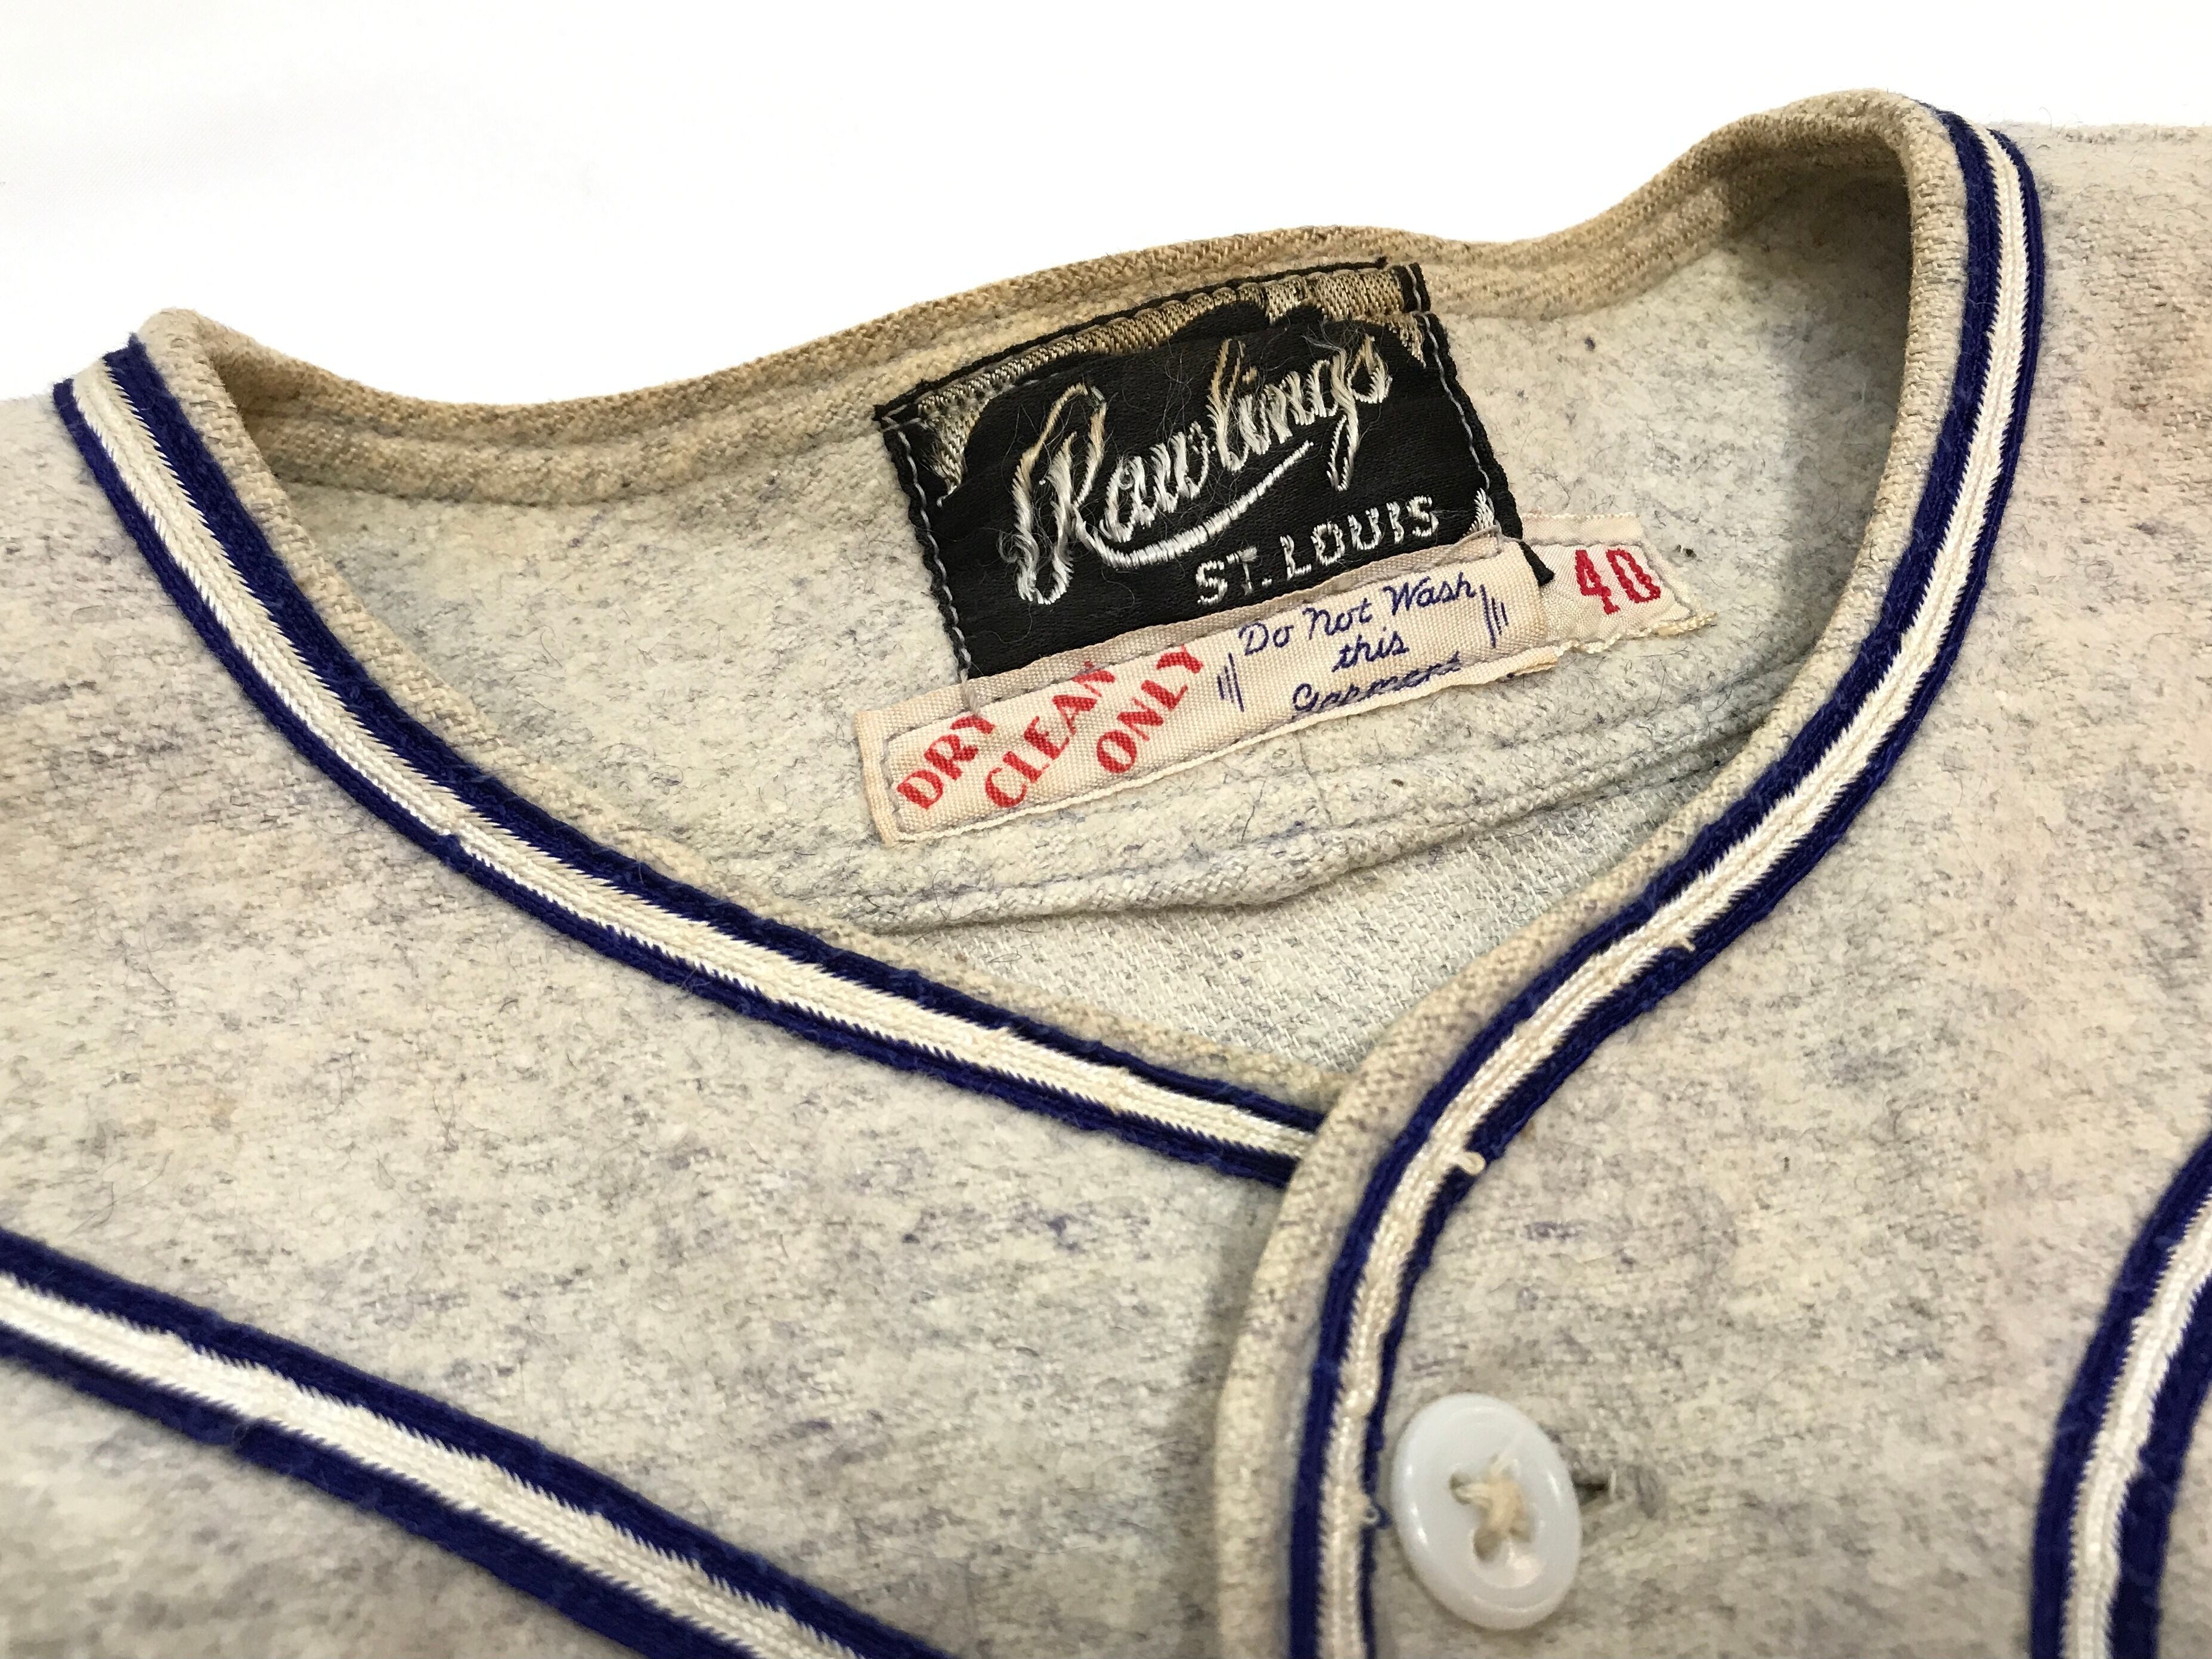 Rawlings
ST. LOUIS
40
DRY
CLEAN
ONLY
Do Not Wash
this
Garment